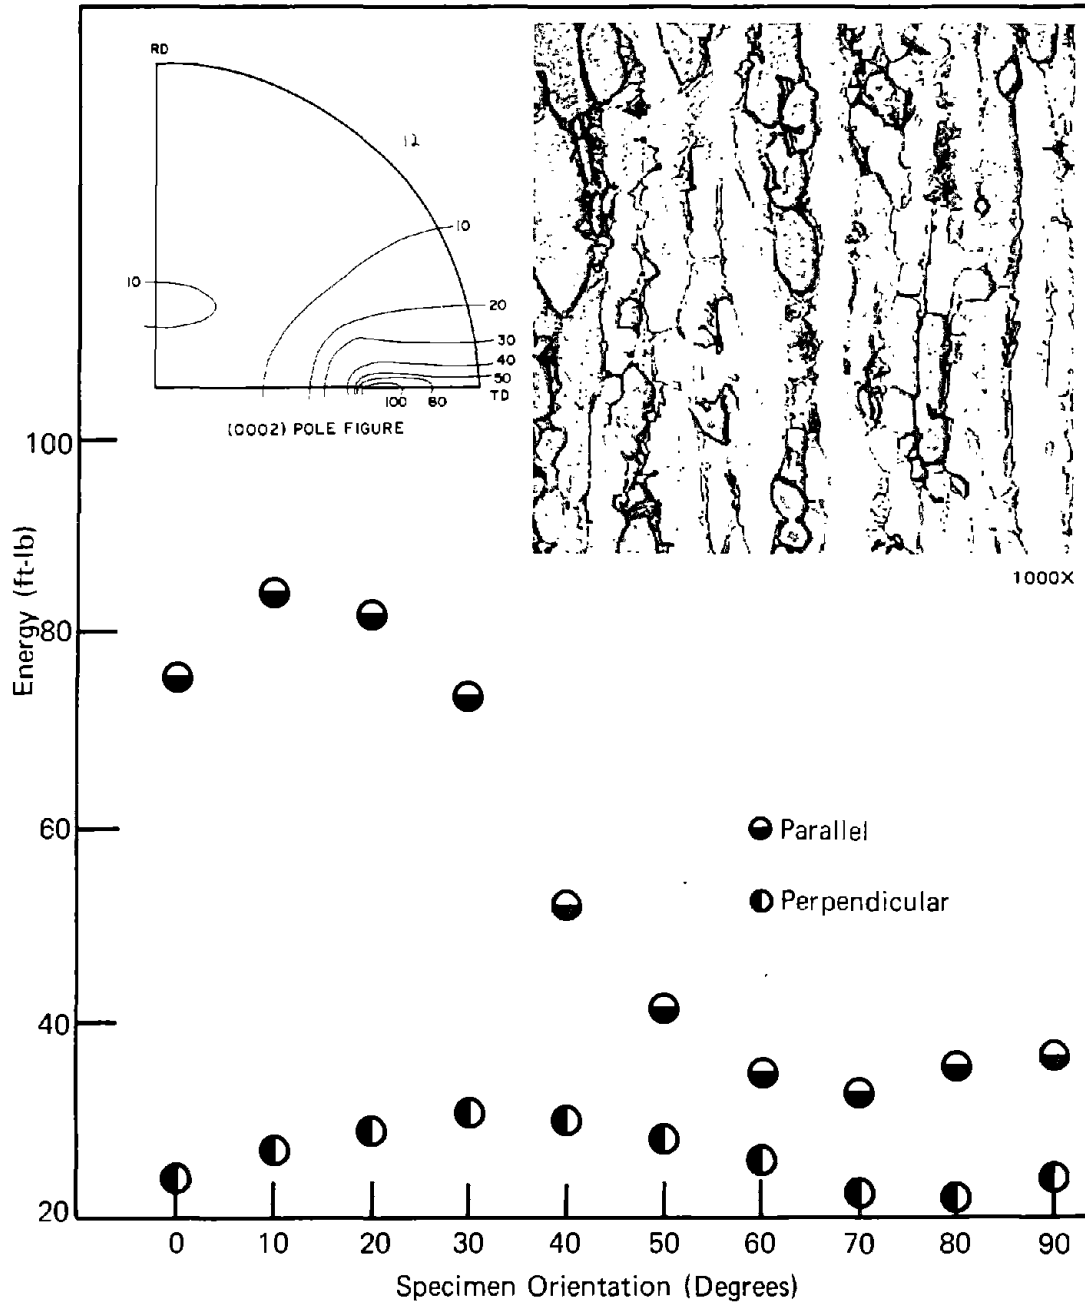 RD
12
10
10
20
30
40
50
100 80 TD
(0002) POLE FIGURE
1000X
Energy (ft-lb)
100
80
60
40
20
Parallel
Perpendicular
0 10 20 30 40 50 60 70 80 90
Specimen Orientation (Degrees)